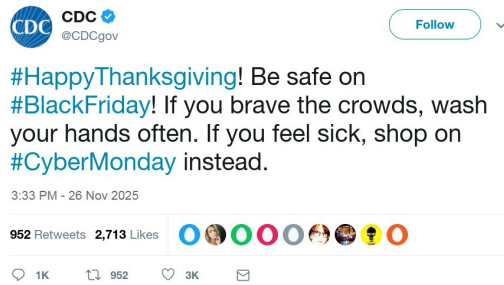 CDC
CDC
@CDCgov
Follow
#HappyThanksgiving! Be safe on
#BlackFriday! If you brave the crowds, wash
your hands often. If you feel sick, shop on
#CyberMonday instead.
3:33 PM - 26 Nov 2025
952 Retweets 2,713 Likes
1K 952 3K